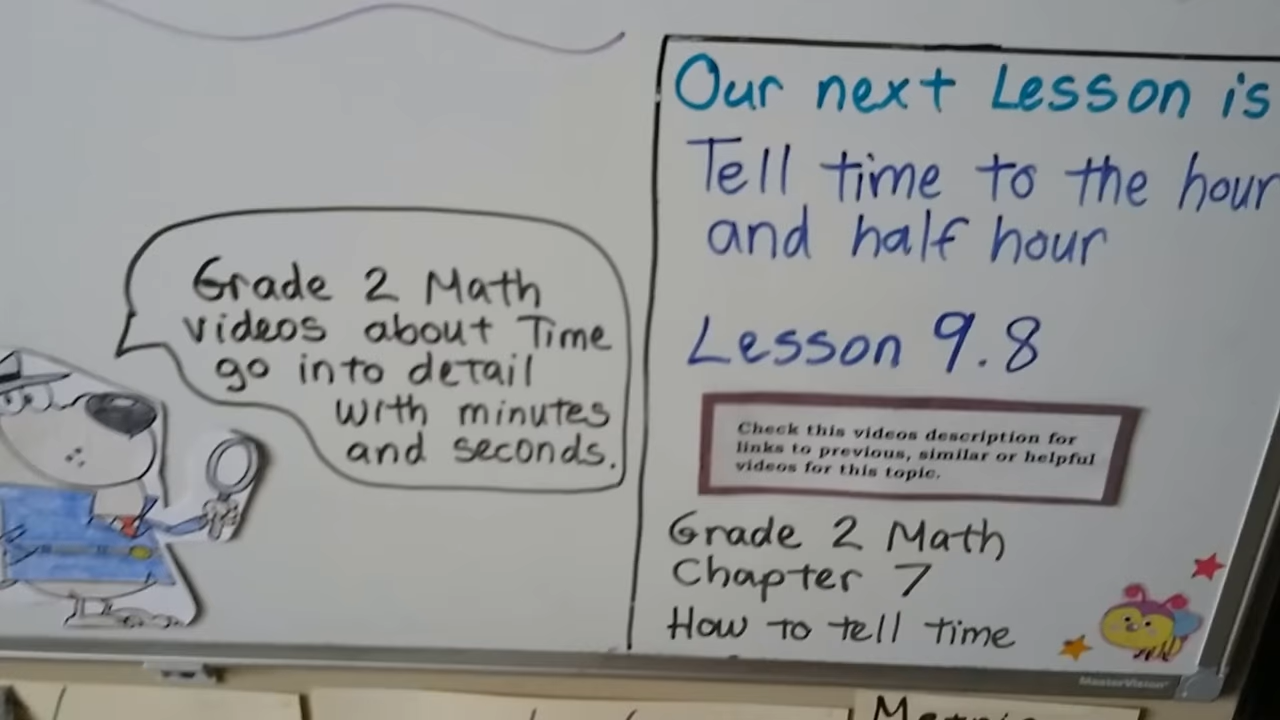 Grade 2 Math
videos about Time
go into detail
with minutes
and seconds.
Our next Lesson is
Tell time to the hour
and half hour
Lesson 9.8
Check this videos description for
links to previous, similar or helpful
videos for this topic.
Grade 2 Math
Chapter 7
How to tell time
MasterVision